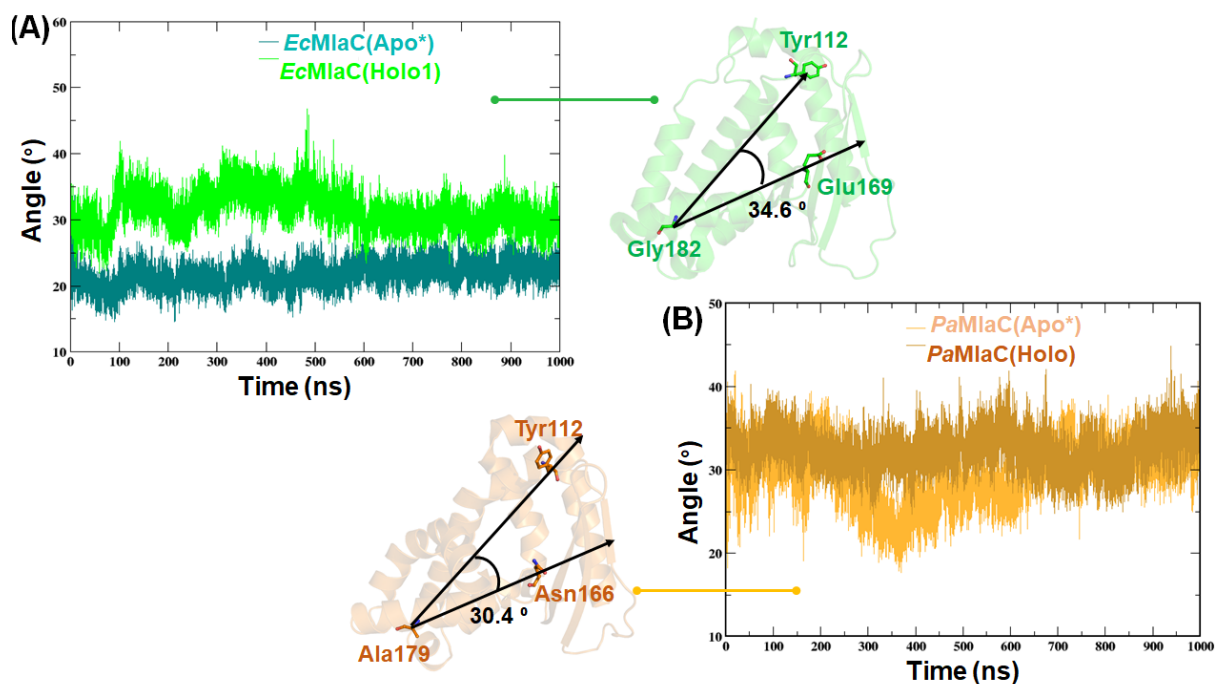 (A)
EcMlaC(Apo*)
EcMlaC(Holo1)
Angle (°)
60
50
40
30
20
10
0 100 200 300 400 500 600 700 800 900 1000
Time (ns)
Tyr112
Glu169
34.6 °
Gly182
(B)
PaMlaC(Apo*)
PaMlaC(Holo)
Angle (°)
50
40
30
20
10
0 100 200 300 400 500 600 700 800 900 1000
Time (ns)
Tyr112
Asn166
30.4 °
Ala179